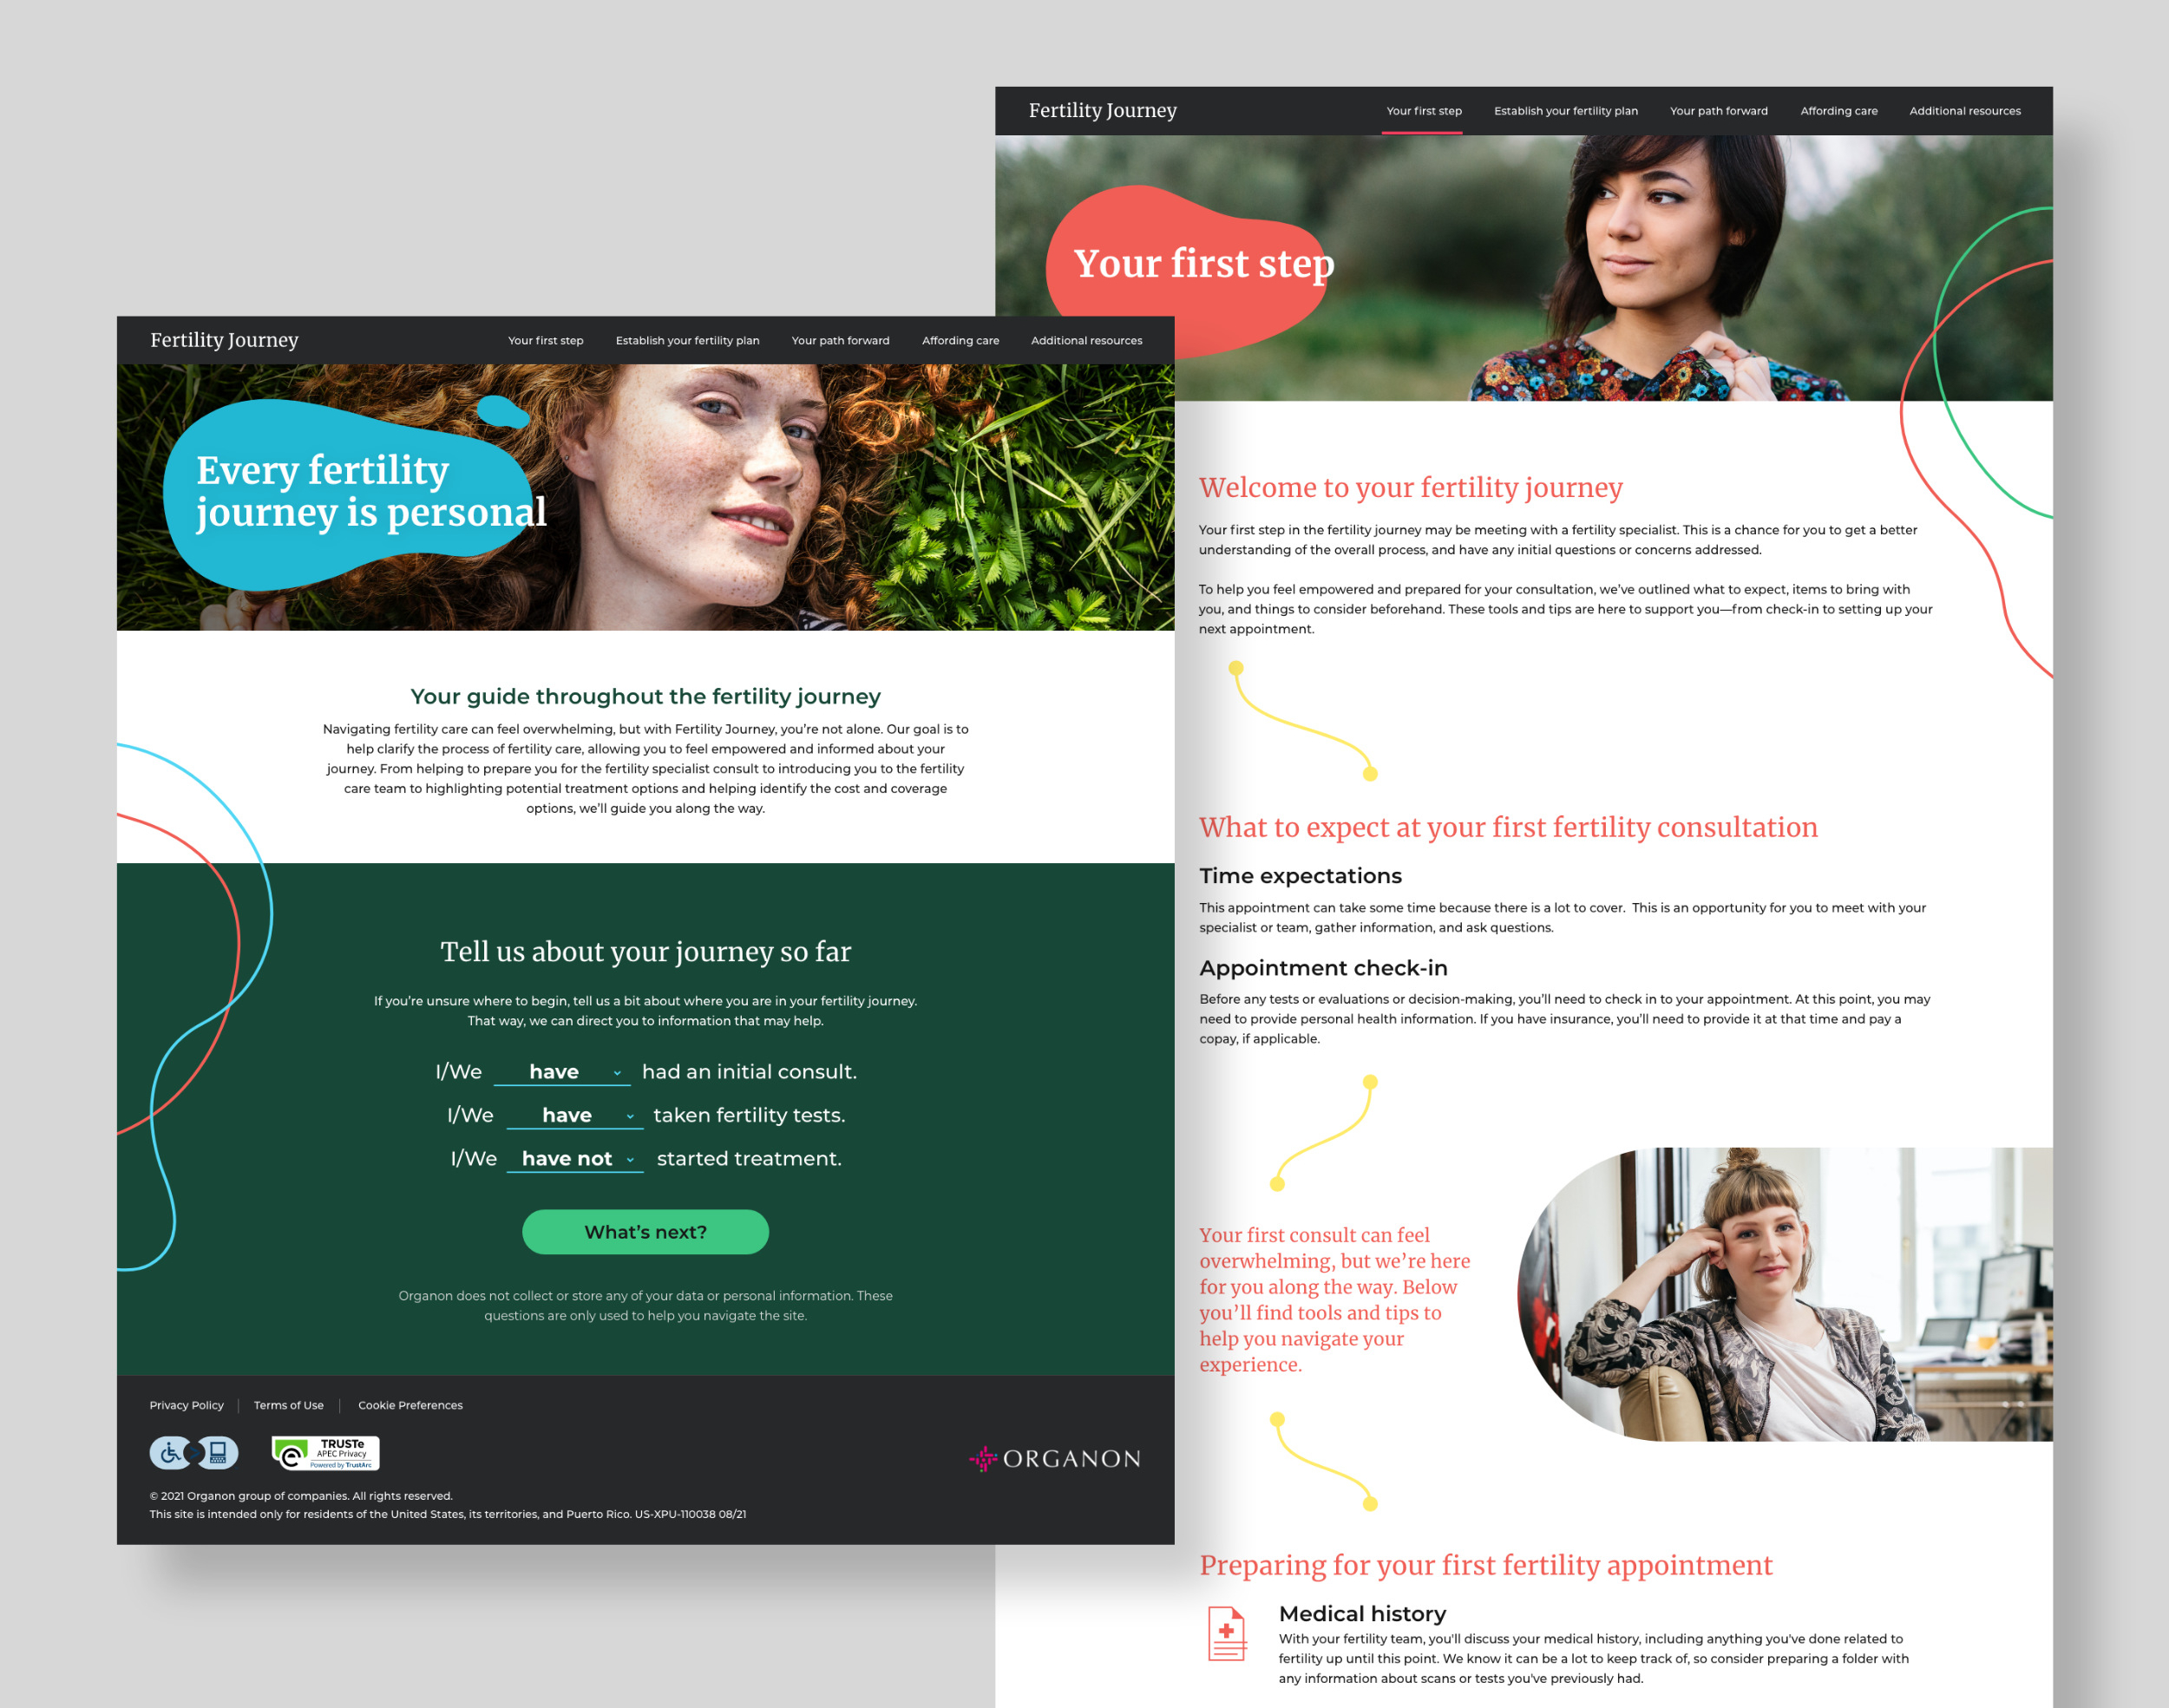 Fertility Journey
Your first step
Establish your fertility plan
Your path forward
Affording care
Additional resources
Every fertility
journey is personal
Your guide throughout the fertility journey
Navigating fertility care can feel overwhelming, but with Fertility Journey, you’re not alone. Our goal is to
help clarify the process of fertility care, allowing you to feel empowered and informed about your
journey. From helping to prepare you for the fertility specialist consult to introducing you to the fertility
care team to highlighting potential treatment options and helping identify the cost and coverage
options, we’ll guide you along the way.
Tell us about your journey so far
If you’re unsure where to begin, tell us a bit about where you are in your fertility journey.
That way, we can direct you to information that may help.
I/We have had an initial consult.
I/We have taken fertility tests.
I/We have not started treatment.
What’s next?
Organon does not collect or store any of your data or personal information. These
questions are only used to help you navigate the site.
Privacy Policy | Terms of Use | Cookie Preferences
TRUSTe
APEC Privacy
Powered by TrustArc
ORGANON
© 2021 Organon group of companies. All rights reserved.
This site is intended only for residents of the United States, its territories, and Puerto Rico. US-XPU-110038 08/21
Fertility Journey
Your first step
Establish your fertility plan
Your path forward
Affording care
Additional resources
Your first step
Welcome to your fertility journey
Your first step in the fertility journey may be meeting with a fertility specialist. This is a chance for you to get a better
understanding of the overall process, and have any initial questions or concerns addressed.
To help you feel empowered and prepared for your consultation, we’ve outlined what to expect, items to bring with
you, and things to consider beforehand. These tools and tips are here to support you—from check-in to setting up your
next appointment.
What to expect at your first fertility consultation
Time expectations
This appointment can take some time because there is a lot to cover. This is an opportunity for you to meet with your
specialist or team, gather information, and ask questions.
Appointment check-in
Before any tests or evaluations or decision-making, you’ll need to check in to your appointment. At this point, you may
need to provide personal health information. If you have insurance, you’ll need to provide it at that time and pay a
copay, if applicable.
Your first consult can feel
overwhelming, but we’re here
for you along the way. Below
you’ll find tools and tips to
help you navigate your
experience.
Preparing for your first fertility appointment
Medical history
With your fertility team, you'll discuss your medical history, including anything you've done related to
fertility up until this point. We know it can be a lot to keep track of, so consider preparing a folder with
any information about scans or tests you've previously had.